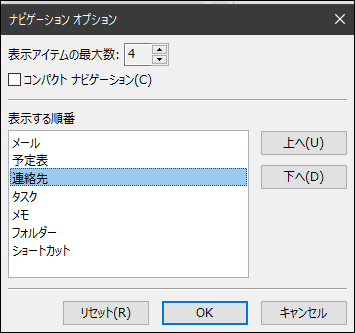 ナビゲーション オプション
表示アイテムの最大数: 4
コンパクト ナビゲーション(C)
表示する順番
メール
予定表
連絡先
タスク
メモ
フォルダー
ショートカット
上へ(U)
下へ(D)
リセット(R) OK キャンセル